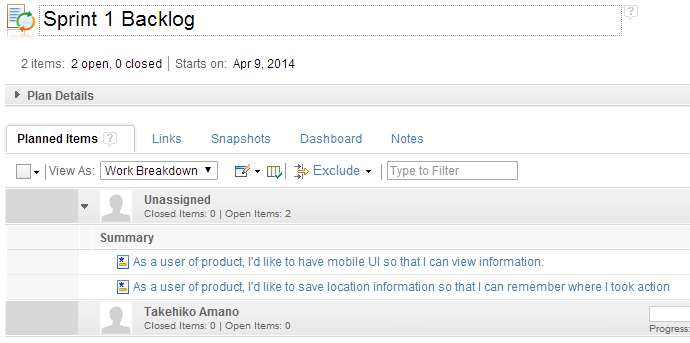 Sprint 1 Backlog ?
2 items: 2 open, 0 closed | Starts on: Apr 9, 2014
Plan Details
Planned Items ? Links Snapshots Dashboard Notes
View As: Work Breakdown Exclude Type to Filter
Unassigned
Closed Items: 0 | Open Items: 2
Summary
As a user of product, I'd like to have mobile UI so that I can view information.
As a user of product, I'd like to save location information so that I can remember where I took action
Takehiko Amano
Closed Items: 0 | Open Items: 0
Progress: